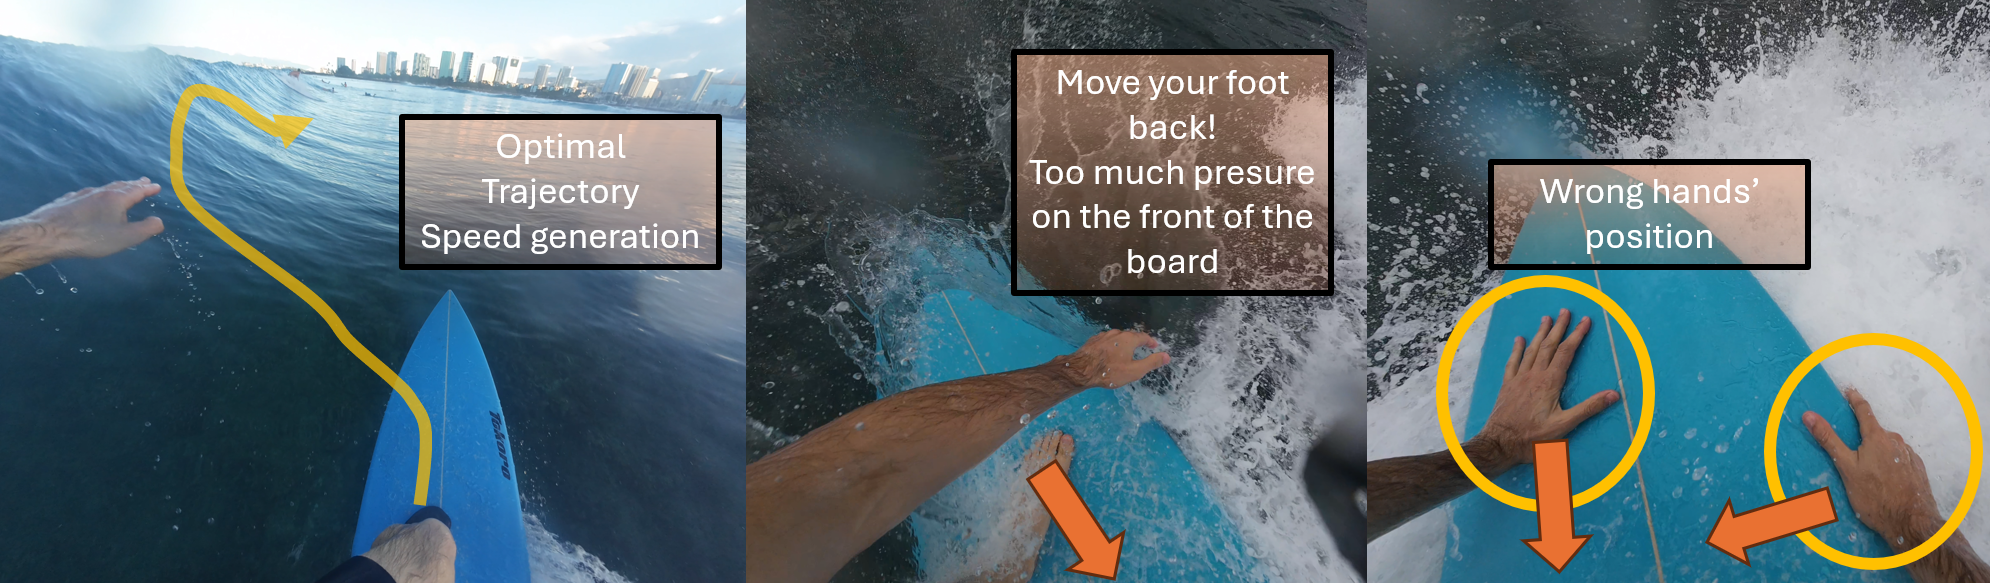 Optimal
Trajectory
Speed generation
Tokoro
Move your foot
back!
Too much presure
on the front of the
board
Wrong hands’
position